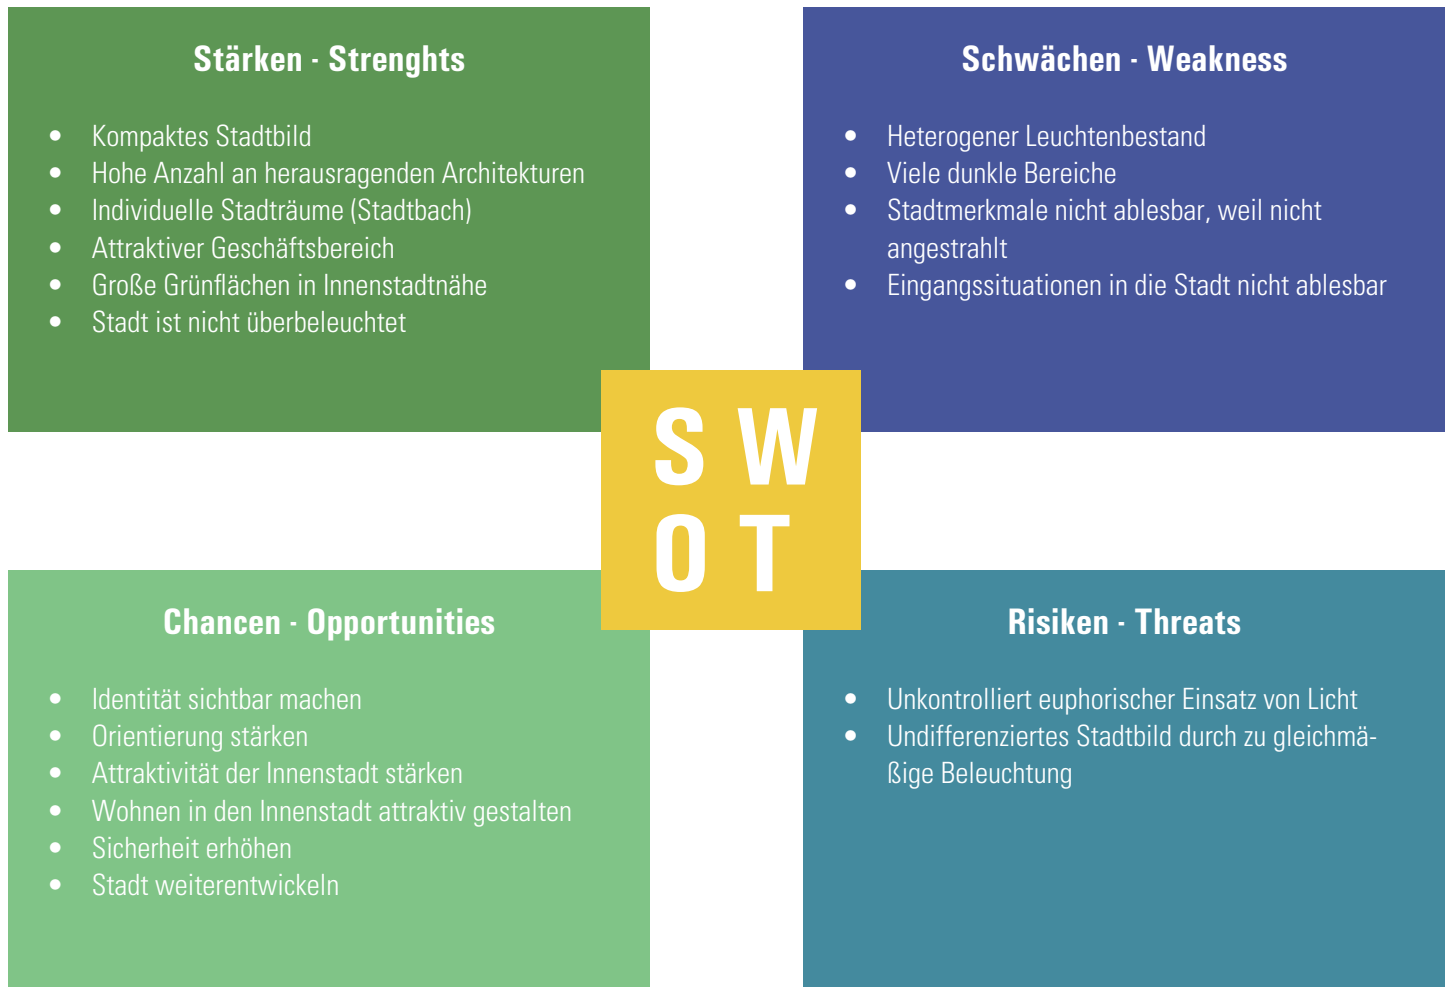 Stärken - Strenghts
• Kompaktes Stadtbild
• Hohe Anzahl an herausragenden Architekturen
• Individuelle Stadträume (Stadtbach)
• Attraktiver Geschäftsbereich
• Große Grünflächen in Innenstadtnähe
• Stadt ist nicht überbeleuchtet
Schwächen - Weakness
• Heterogener Leuchtenbestand
• Viele dunkle Bereiche
• Stadtmerkmale nicht ablesbar, weil nicht
angestrahlt
• Eingangssituationen in die Stadt nicht ablesbar
S W
O T
Chancen - Opportunities
• Identität sichtbar machen
• Orientierung stärken
• Attraktivität der Innenstadt stärken
• Wohnen in den Innenstadt attraktiv gestalten
• Sicherheit erhöhen
• Stadt weiterentwickeln
Risiken - Threats
• Unkontrolliert euphorischer Einsatz von Licht
• Undifferenziertes Stadtbild durch zu gleichmä-
ßige Beleuchtung